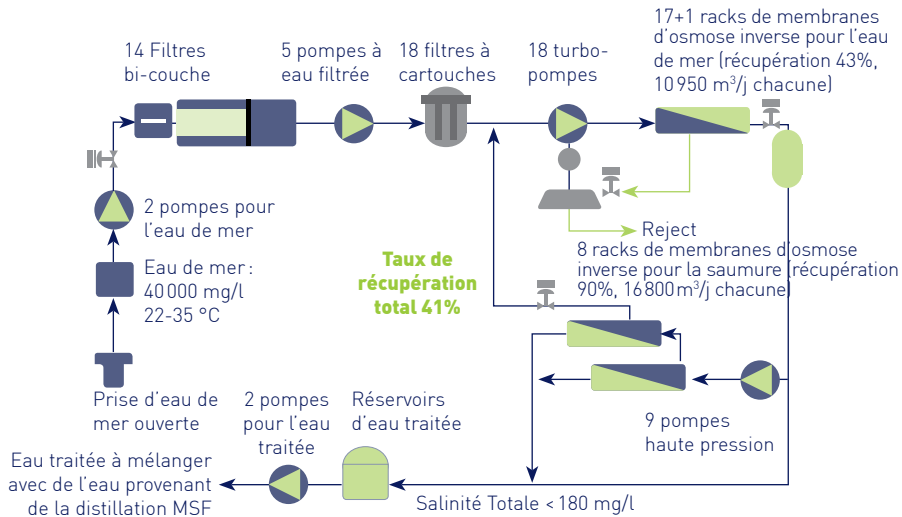 17+1 racks de membranes
d'osmose inverse pour l'eau
de mer (récupération 43%,
10 950 m³/j chacune)
14 Filtres
bi-couche
5 pompes à
eau filtrée
18 filtres à
cartouches
18 turbo-
pompes
2 pompes pour
l'eau de mer
Eau de mer :
40 000 mg/l
22-35 °C
Prise d'eau de
mer ouverte
Taux de
récupération
total 41%
Reject
8 racks de membranes d'osmose
inverse pour la saumure (récupération
90%, 16 800 m³/j chacune)
9 pompes
haute pression
2 pompes
pour l'eau
traitée
Réservoirs
d'eau traitée
Eau traitée à mélanger
avec de l'eau provenant
de la distillation MSF
Salinité Totale < 180 mg/l